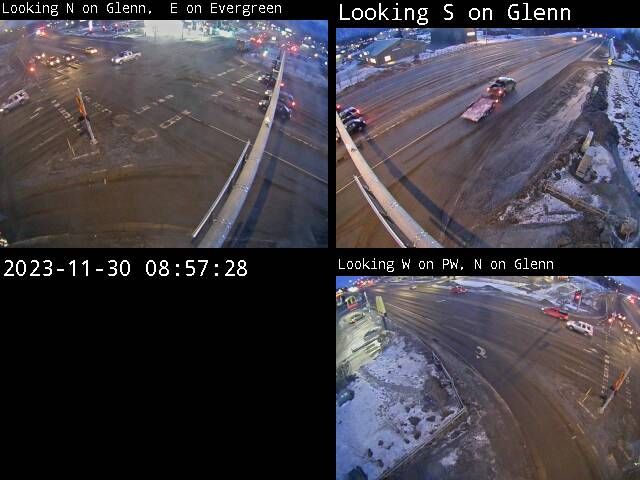 Looking N on Glenn,  E on Evergreen
Looking S on Glenn
2023-11-30 08:57:28
Looking W on PW, N on Glenn